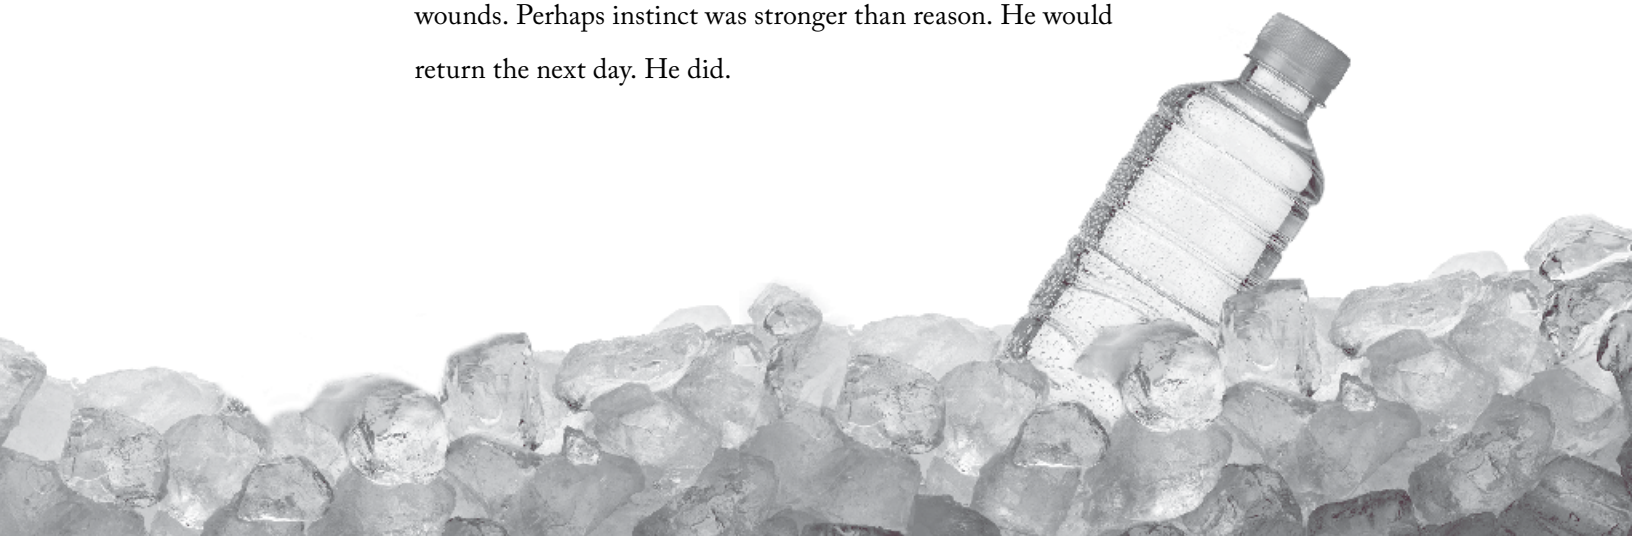 wounds. Perhaps instinct was stronger than reason. He would
return the next day. He did.